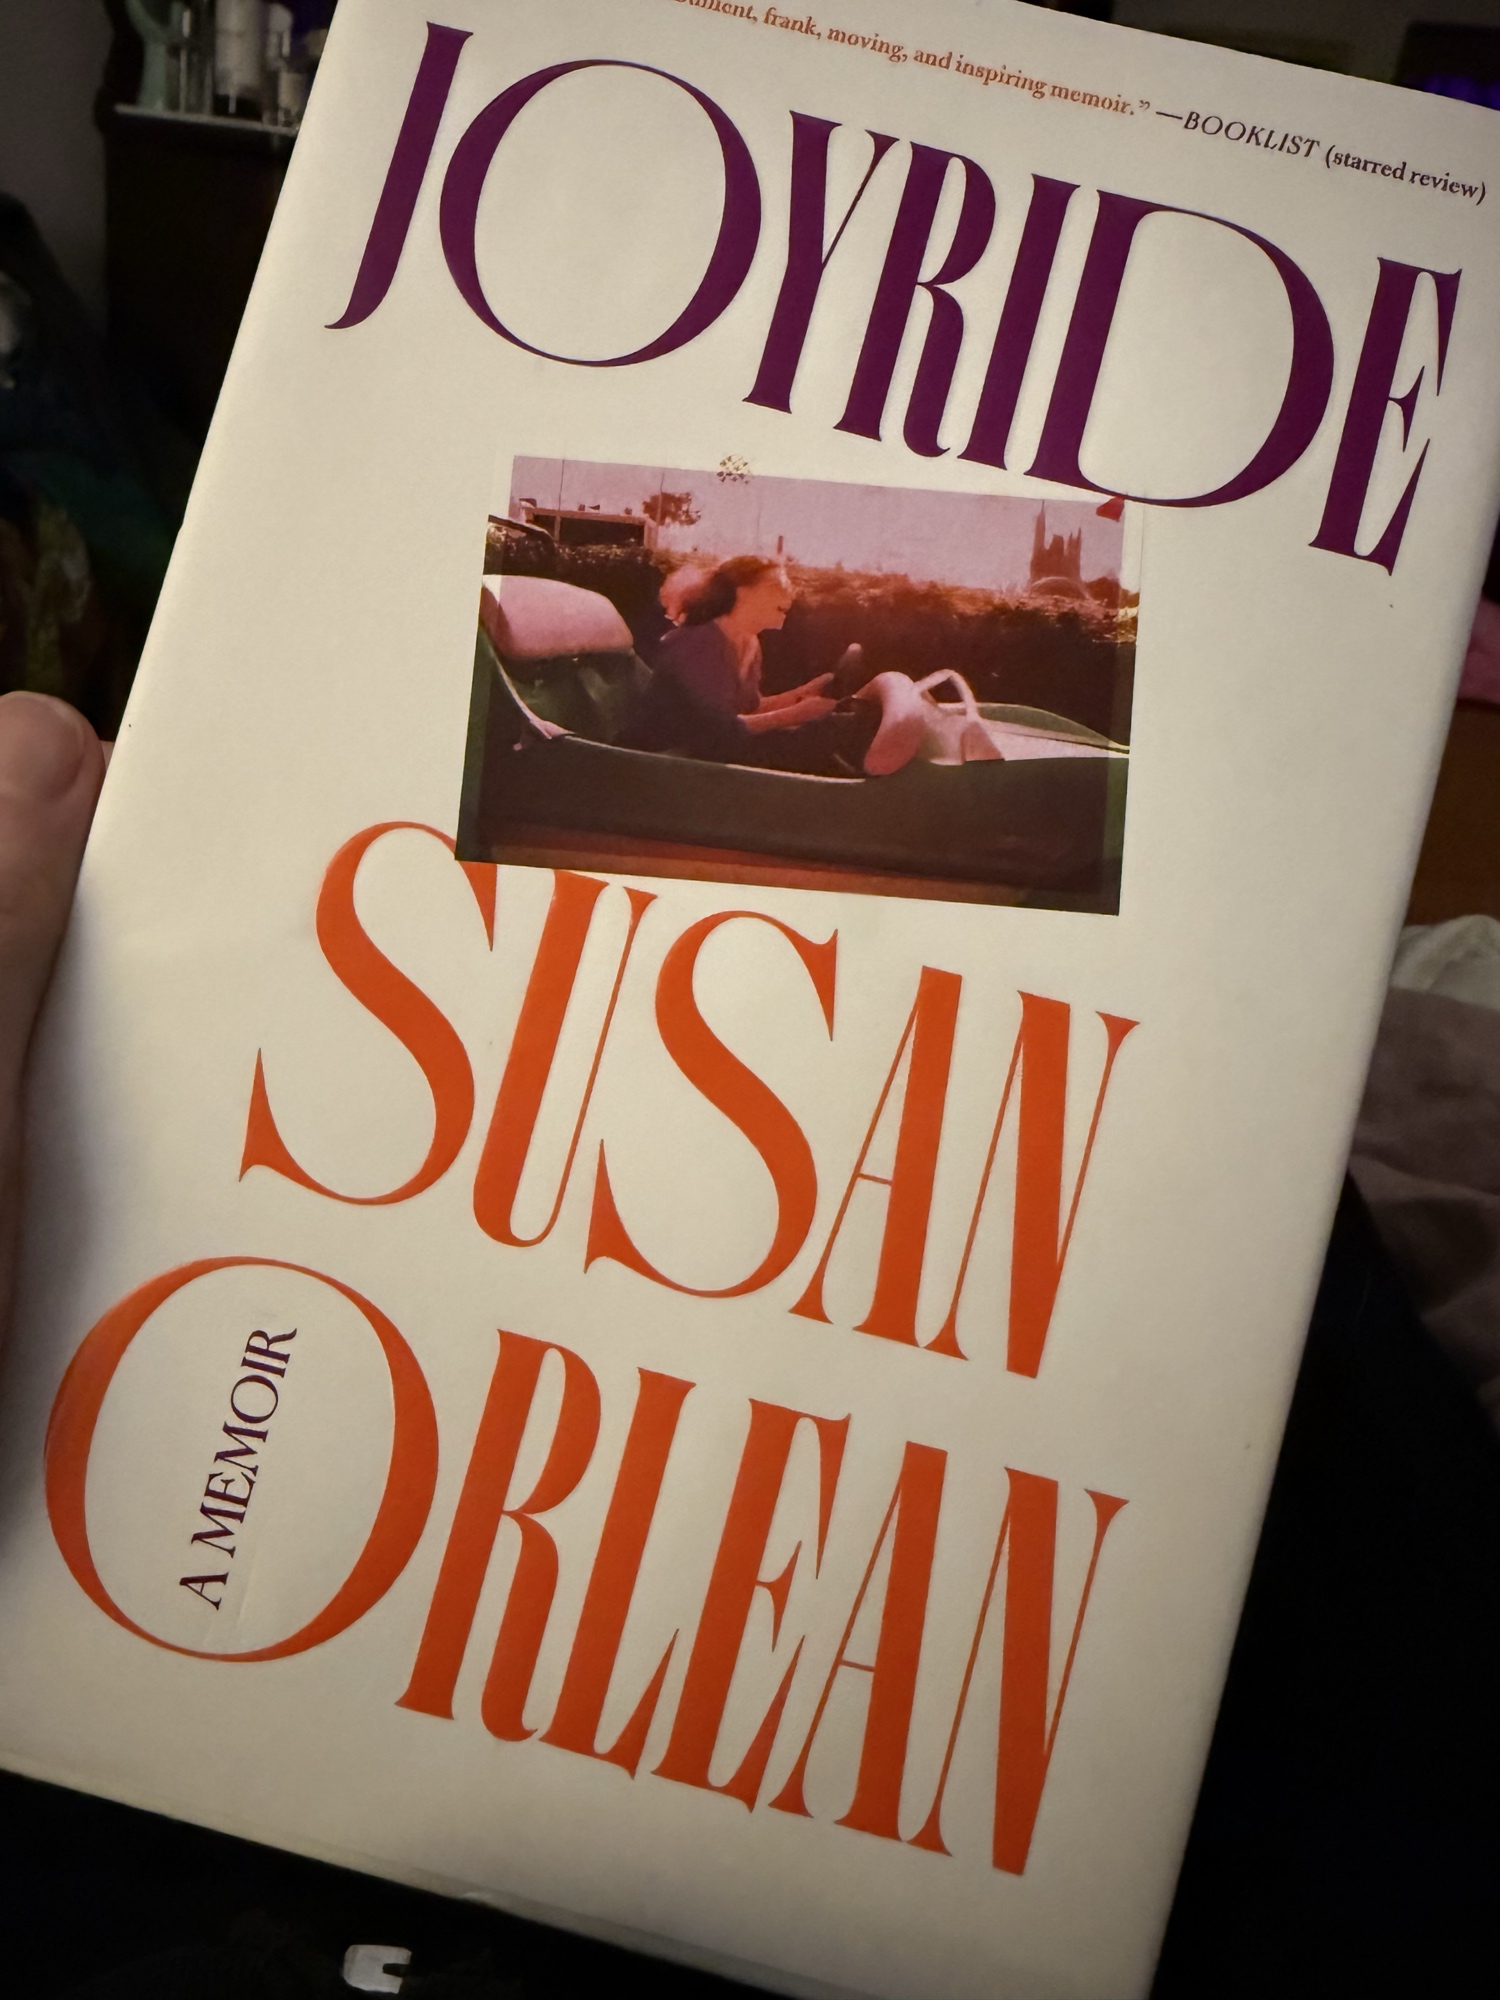 frank, moving, and inspiring memoir.” —BOOKLIST (starred review)
JOYRIDE
SUSAN
ORLEAN
A MEMOIR